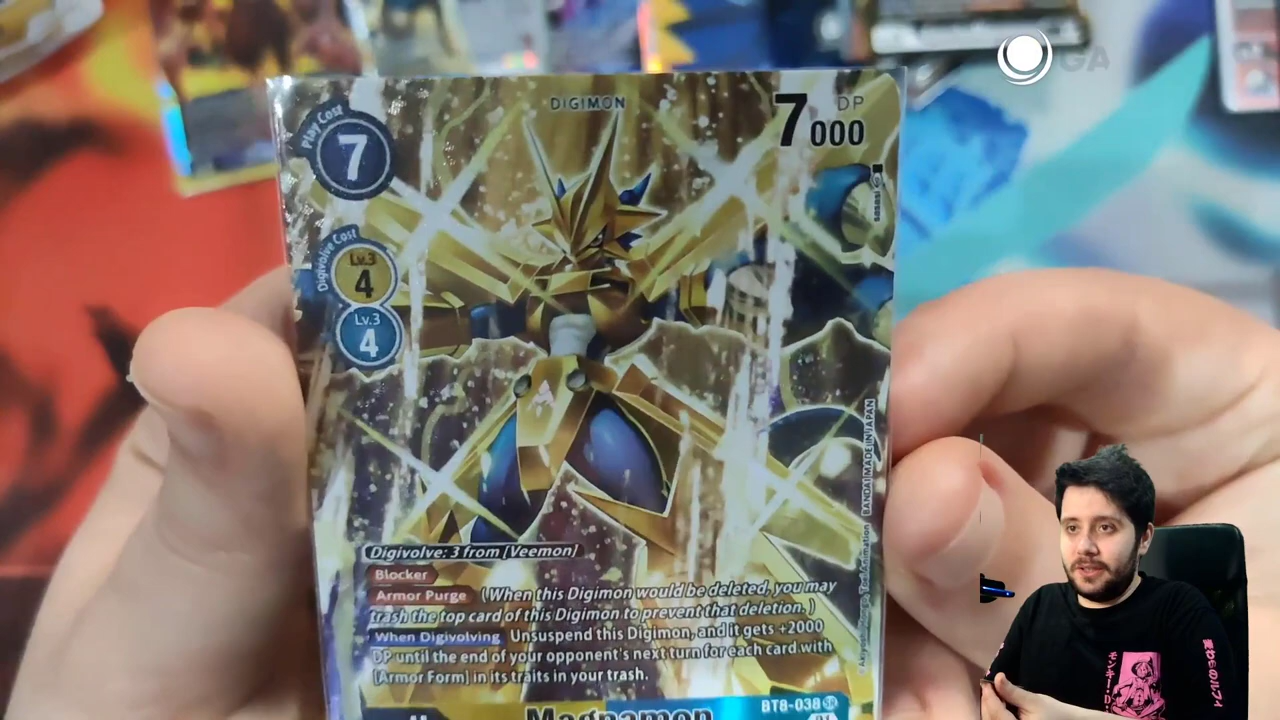 GA
DIGIMON
DP
7000
Play Cost
7
sasasi
Digivolve Cost
Lv.3
4
Lv.3
4
BANDAI MADE IN JAPAN
Digivolve: 3 from [Veemon]
Blocker
Armor Purge (When this Digimon would be deleted, you may
trash the top card of this Digimon to prevent that deletion.)
When Digivolving Unsuspend this Digimon, and it gets +2000
DP until the end of your opponent's next turn for each card with
[Armor Form] in its traits in your trash.
BT8-038 SR
Magnamon